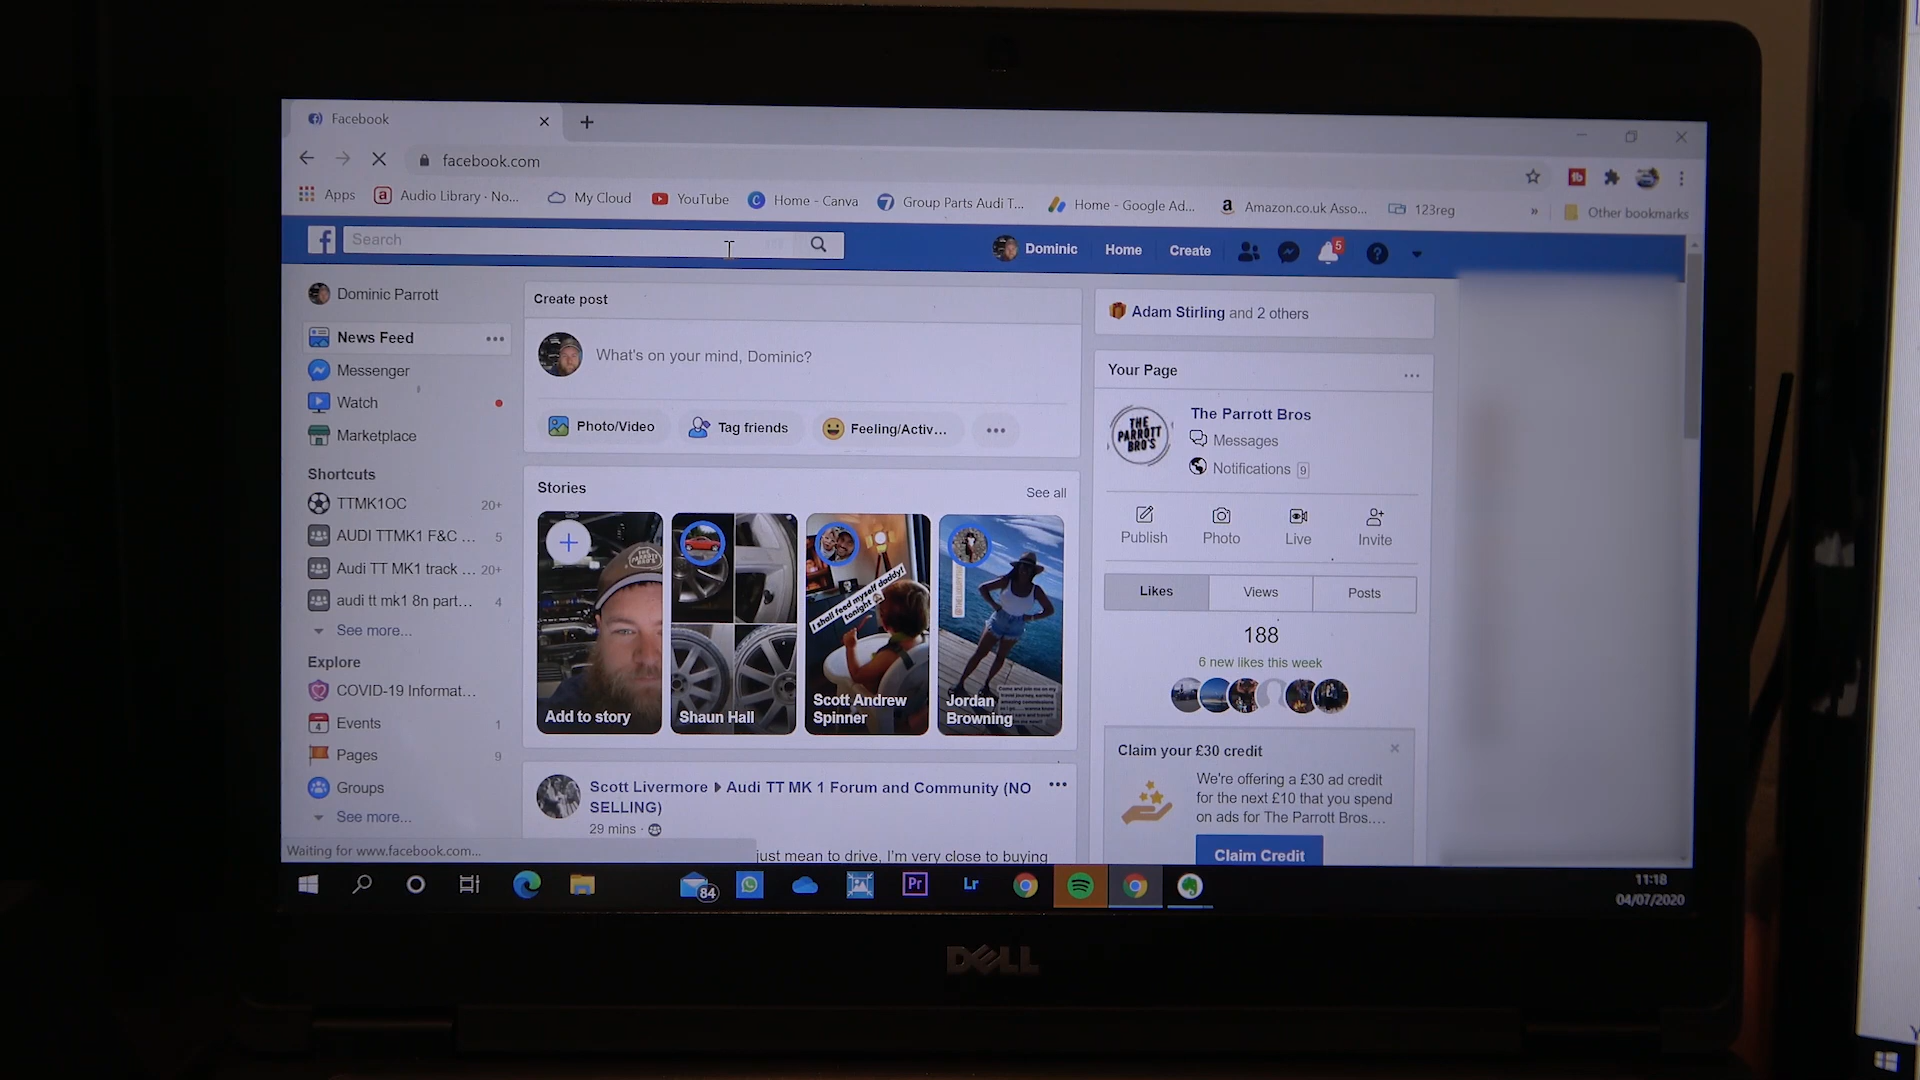 Facebook
facebook.com
Apps
Audio Library · No...
My Cloud
YouTube
Home - Canva
Group Parts Audi T...
Home - Google Ad...
Amazon.co.uk Asso...
123reg
»
Other bookmarks
Search
Dominic
Home
Create
5
Dominic Parrott
News Feed
Messenger
Watch
Marketplace
Shortcuts
TTMK1OC 20+
AUDI TTMK1 F&C ... 5
Audi TT MK1 track ... 20+
audi tt mk1 8n part... 4
See more...
Explore
COVID-19 Informat...
Events 1
Pages 9
Groups
See more...
Waiting for www.facebook.com...
Create post
What's on your mind, Dominic?
Photo/Video
Tag friends
Feeling/Activ...
Stories
See all
Add to story
Shaun Hall
I shall feed myself daddy!
tonight
Scott Andrew
Spinner
Jordan
Browning
Scott Livermore ▸ Audi TT MK 1 Forum and Community (NO
SELLING)
29 mins ·
just mean to drive, I'm very close to buying
Adam Stirling and 2 others
Your Page
THE
PARROTT
BRO'S
The Parrott Bros
Messages
Notifications 9
Publish
Photo
Live
Invite
Likes
Views
Posts
188
6 new likes this week
Claim your £30 credit
We're offering a £30 ad credit
for the next £10 that you spend
on ads for The Parrott Bros....
Claim Credit
84
Pr
Lr
11:18
04/07/2020
DELL